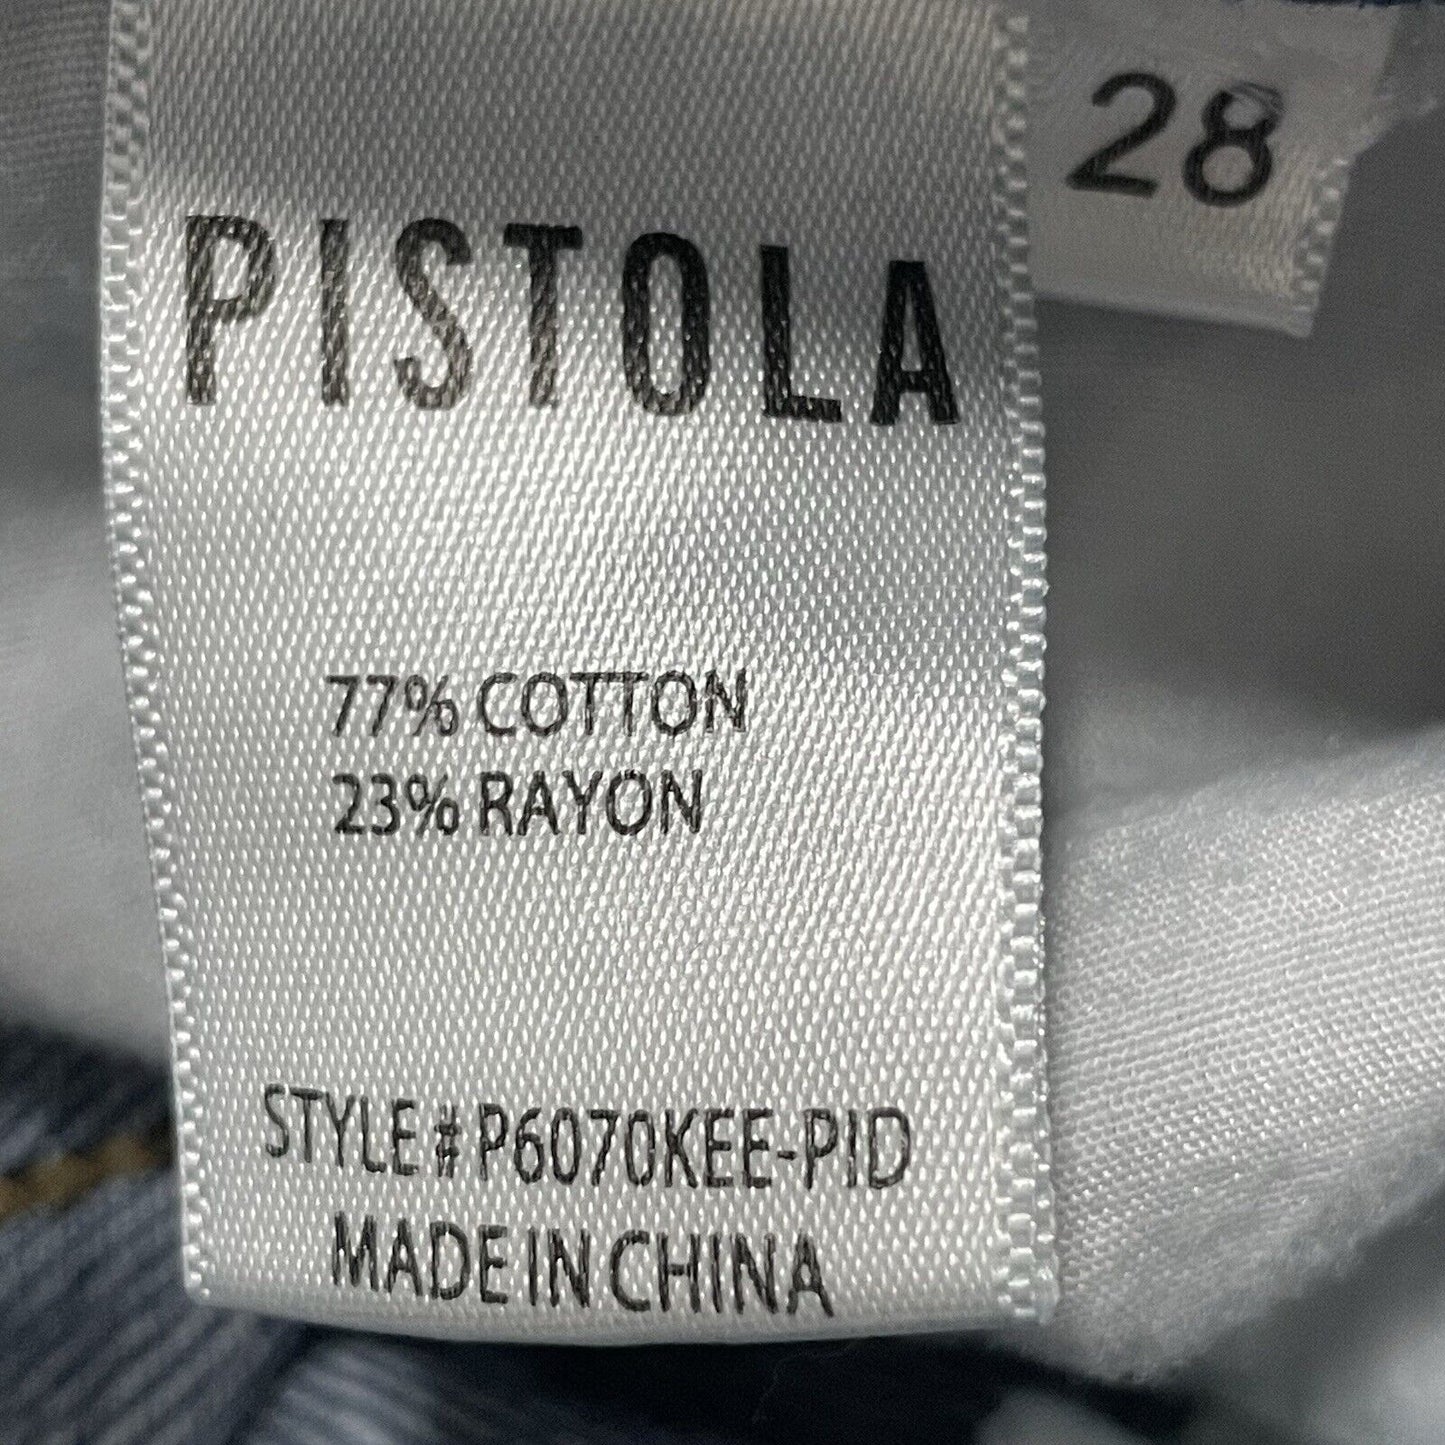 28
PISTOLA
77% COTTON
23% RAYON
STYLE # P6070KEE-PID
MADE IN CHINA